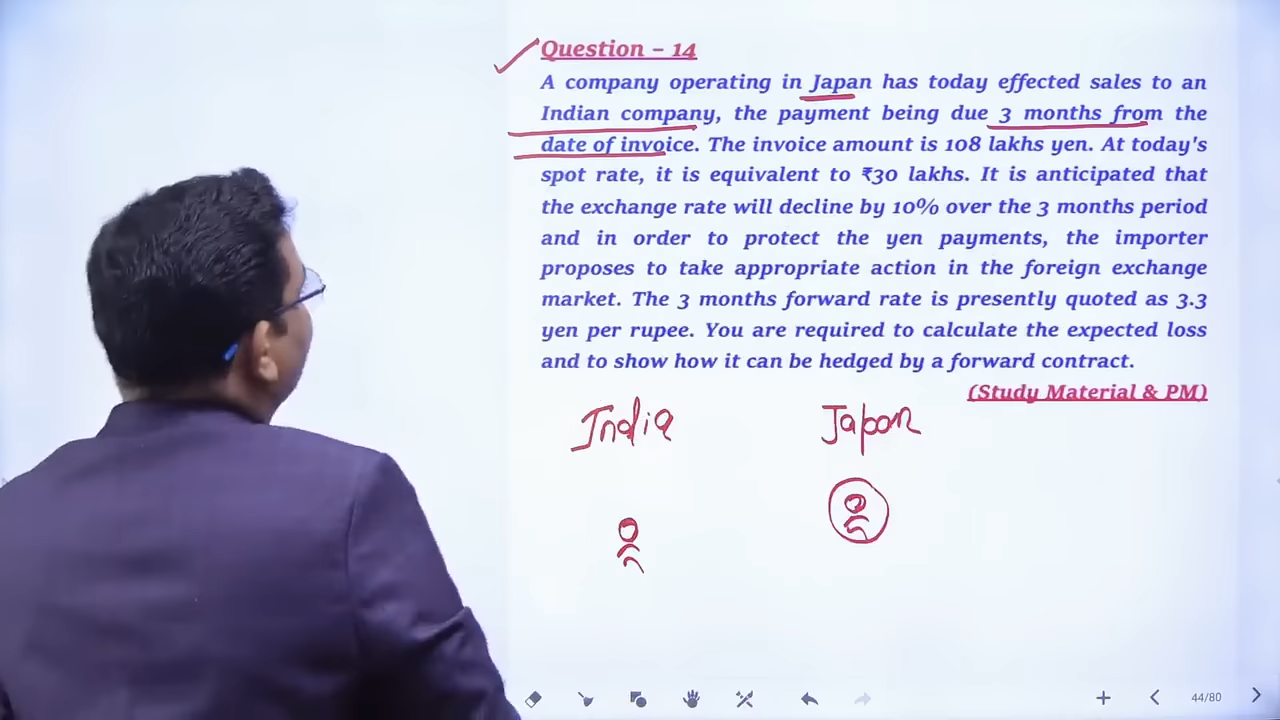 Question – 14
A company operating in Japan has today effected sales to an
Indian company, the payment being due 3 months from the
date of invoice. The invoice amount is 108 lakhs yen. At today's
spot rate, it is equivalent to ₹30 lakhs. It is anticipated that
the exchange rate will decline by 10% over the 3 months period
and in order to protect the yen payments, the importer
proposes to take appropriate action in the foreign exchange
market. The 3 months forward rate is presently quoted as 3.3
yen per rupee. You are required to calculate the expected loss
and to show how it can be hedged by a forward contract.
(Study Material & PM)
India Japan
44/80